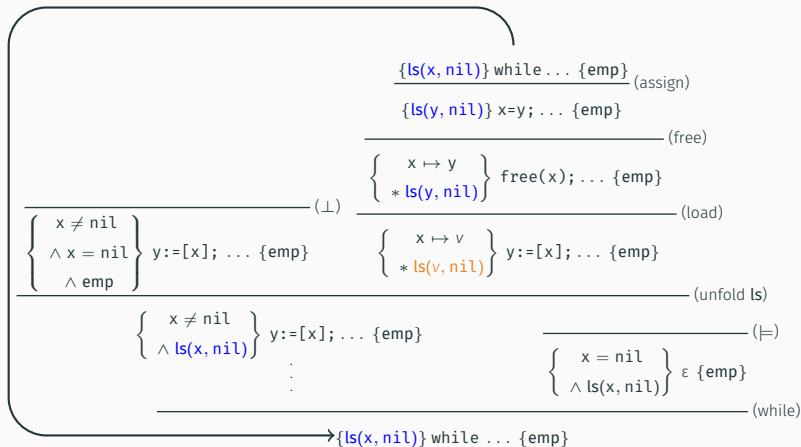 {ls(x, nil)} while... {emp}
(assign)
{ls(y, nil)} x=y; ... {emp}
(free)
{ x ↦ y
∗ ls(y, nil) } free(x); ... {emp}
(⊥)
(load)
{ x ≠ nil
∧ x = nil
∧ emp } y:=[x]; ... {emp}
{ x ↦ v
∗ ls(v, nil) } y:=[x]; ... {emp}
(unfold ls)
{ x ≠ nil
∧ ls(x, nil) } y:=[x]; ... {emp}
(⊨)
{ x = nil
∧ ls(x, nil) } ε {emp}
(while)
{ls(x, nil)} while ... {emp}